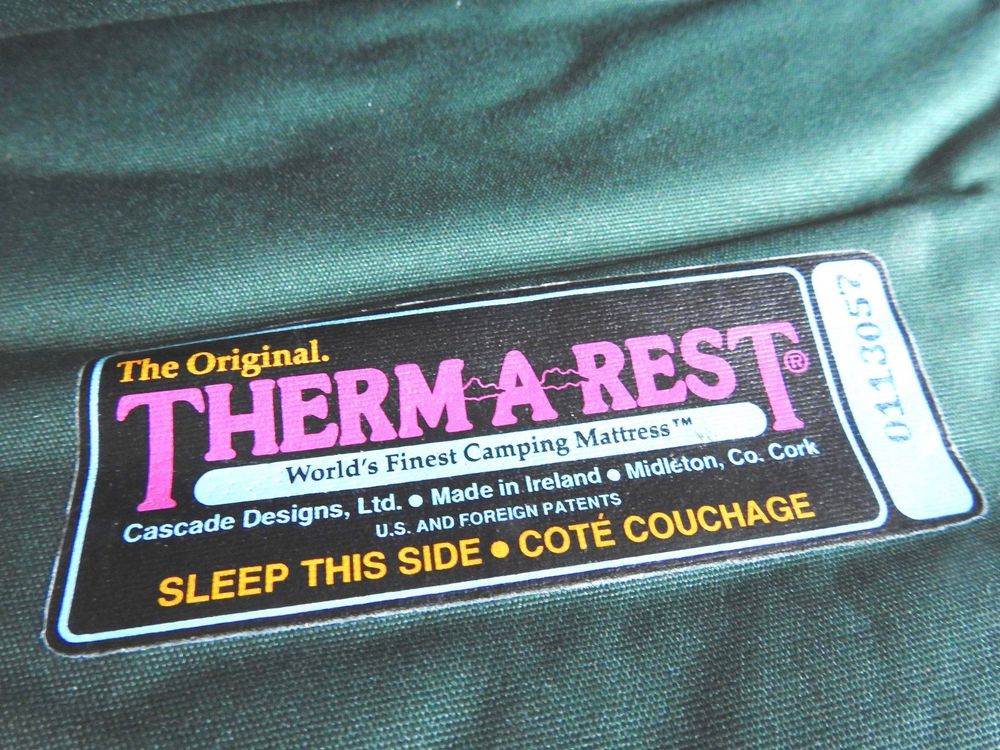 The Original.
THERM-A-REST®
World's Finest Camping Mattress™
Cascade Designs, Ltd. • Made in Ireland • Midleton, Co. Cork
U.S. AND FOREIGN PATENTS
SLEEP THIS SIDE • COTÉ COUCHAGE
0113057